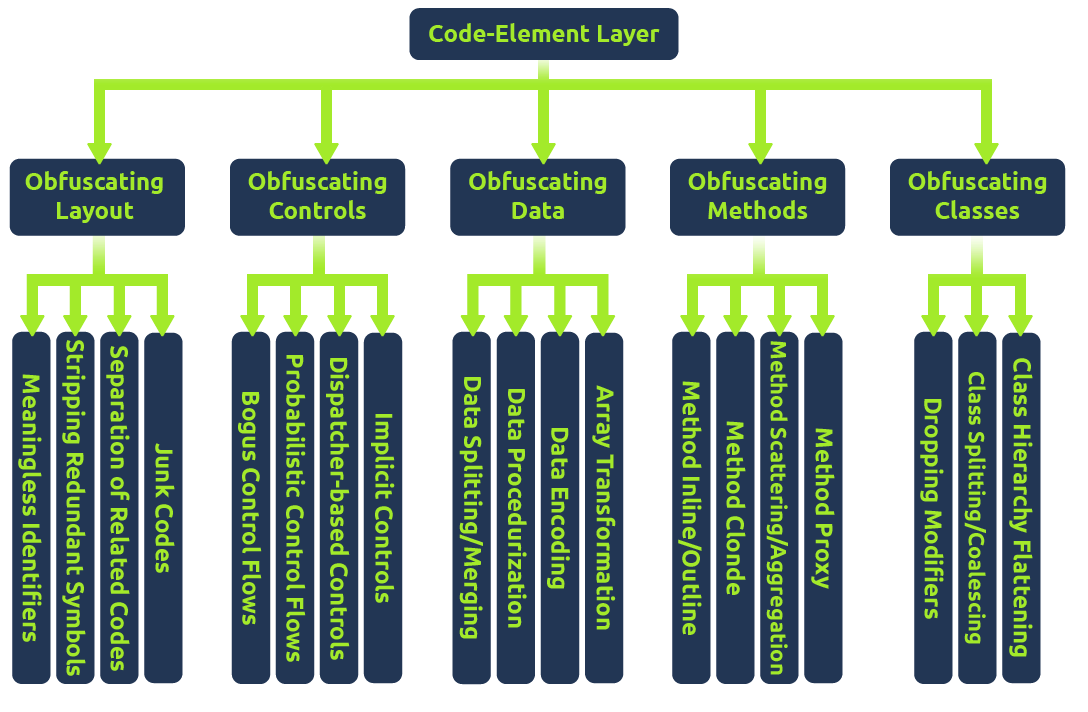 Code-Element Layer
Obfuscating
Layout
Obfuscating
Controls
Obfuscating
Data
Obfuscating
Methods
Obfuscating
Classes
Meaningless Identifiers
Stripping Redundant Symbols
Separation of Related Codes
Junk Codes
Bogus Control Flows
Probabilistic Control Flows
Dispatcher-based Controls
Implicit Controls
Data Splitting/Merging
Data Procedurization
Data Encoding
Array Transformation
Method Inline/Outline
Method Clonde
Method Scattering/Aggregation
Method Proxy
Dropping Modifiers
Class Splitting/Coalescing
Class Hierarchy Flattening